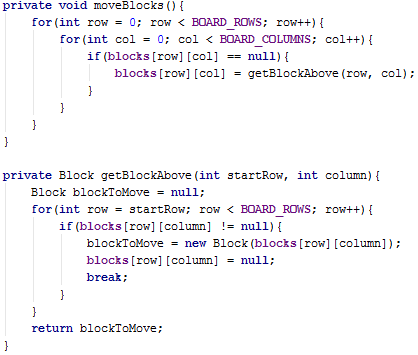 private void moveBlocks(){
    for(int row = 0; row < BOARD_ROWS; row++){
        for(int col = 0; col < BOARD_COLUMNS; col++){
            if(blocks[row][col] == null){
                blocks[row][col] = getBlockAbove(row, col);
            }
        }
    }
}

private Block getBlockAbove(int startRow, int column){
    Block blockToMove = null;
    for(int row = startRow; row < BOARD_ROWS; row++){
        if(blocks[row][column] != null){
            blockToMove = new Block(blocks[row][column]);
            blocks[row][column] = null;
            break;
        }
    }
    return blockToMove;
}